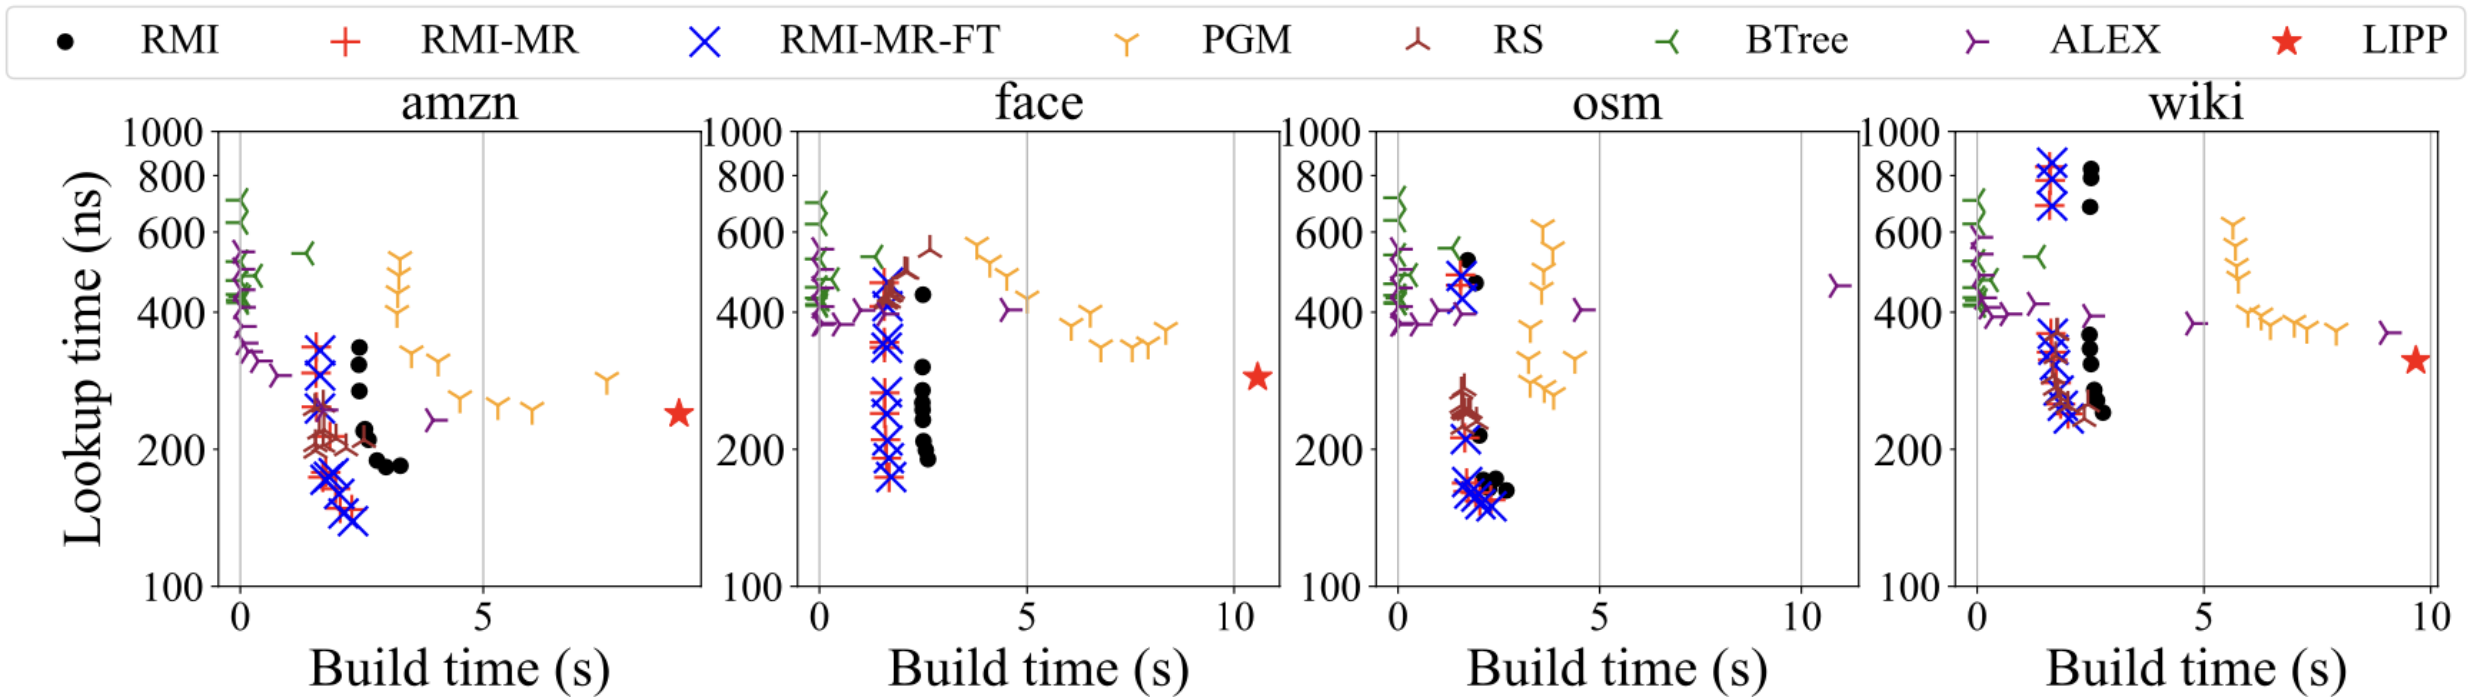 RMI RMI-MR RMI-MR-FT PGM RS BTree ALEX LIPP
amzn face osm wiki
Lookup time (ns)
1000 1000 1000 1000
800 800 800 800
600 600 600 600
400 400 400 400
200 200 200 200
100 100 100 100
0 5 0 5 10 0 5 10 0 5 10
Build time (s) Build time (s) Build time (s) Build time (s)